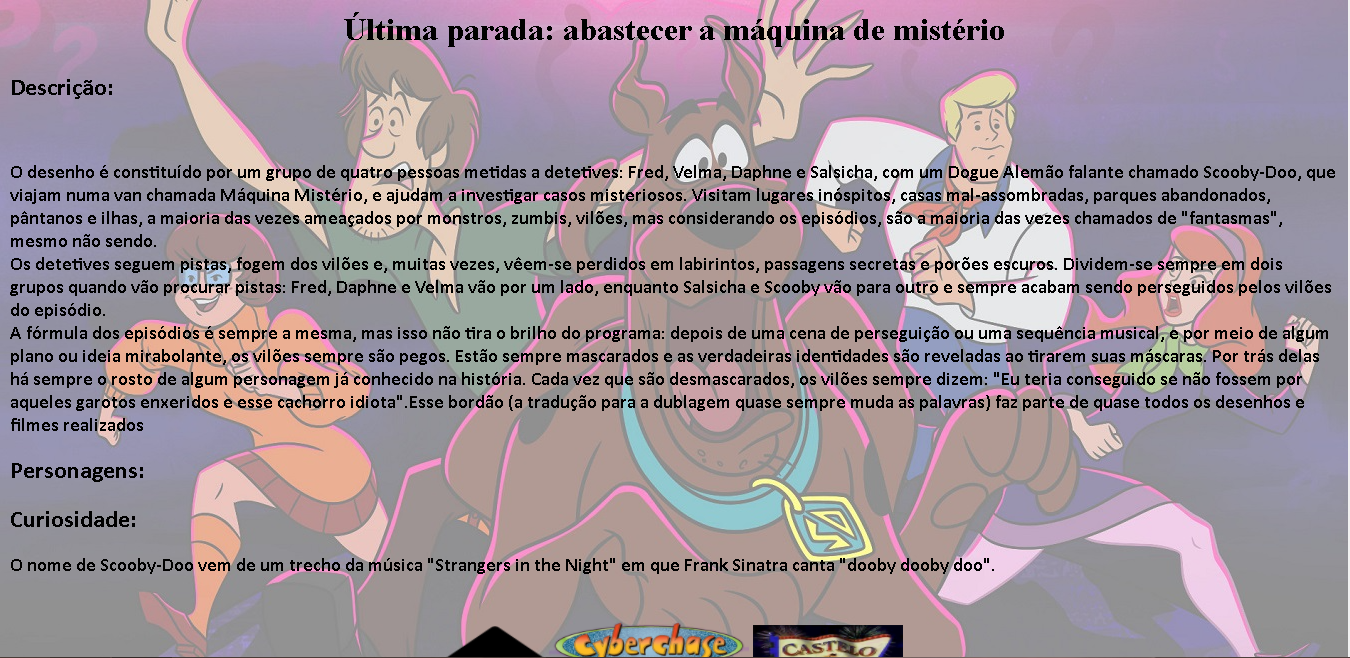 Última parada: abastecer a máquina de mistério
Descrição:
O desenho é constituído por um grupo de quatro pessoas metidas a detetives: Fred, Velma, Daphne e Salsicha, com um Dogue Alemão falante chamado Scooby-Doo, que
viajam numa van chamada Máquina Mistério, e ajudam a investigar casos misteriosos. Visitam lugares inóspitos, casas mal-assombradas, parques abandonados,
pântanos e ilhas, a maioria das vezes ameaçados por monstros, zumbis, vilões, mas considerando os episódios, são a maioria das vezes chamados de "fantasmas",
mesmo não sendo.
Os detetives seguem pistas, fogem dos vilões e, muitas vezes, vêem-se perdidos em labirintos, passagens secretas e porões escuros. Dividem-se sempre em dois
grupos quando vão procurar pistas: Fred, Daphne e Velma vão por um lado, enquanto Salsicha e Scooby vão para outro e sempre acabam sendo perseguidos pelos vilões
do episódio.
A fórmula dos episódios é sempre a mesma, mas isso não tira o brilho do programa: depois de uma cena de perseguição ou uma sequência musical, e por meio de algum
plano ou ideia mirabolante, os vilões sempre são pegos. Estão sempre mascarados e as verdadeiras identidades são reveladas ao tirarem suas máscaras. Por trás delas
há sempre o rosto de algum personagem já conhecido na história. Cada vez que são desmascarados, os vilões sempre dizem: "Eu teria conseguido se não fossem por
aqueles garotos enxeridos e esse cachorro idiota".Esse bordão (a tradução para a dublagem quase sempre muda as palavras) faz parte de quase todos os desenhos e
filmes realizados
Personagens:
Curiosidade:
O nome de Scooby-Doo vem de um trecho da música "Strangers in the Night" em que Frank Sinatra canta "dooby dooby doo".
cyberchase
CASTELO